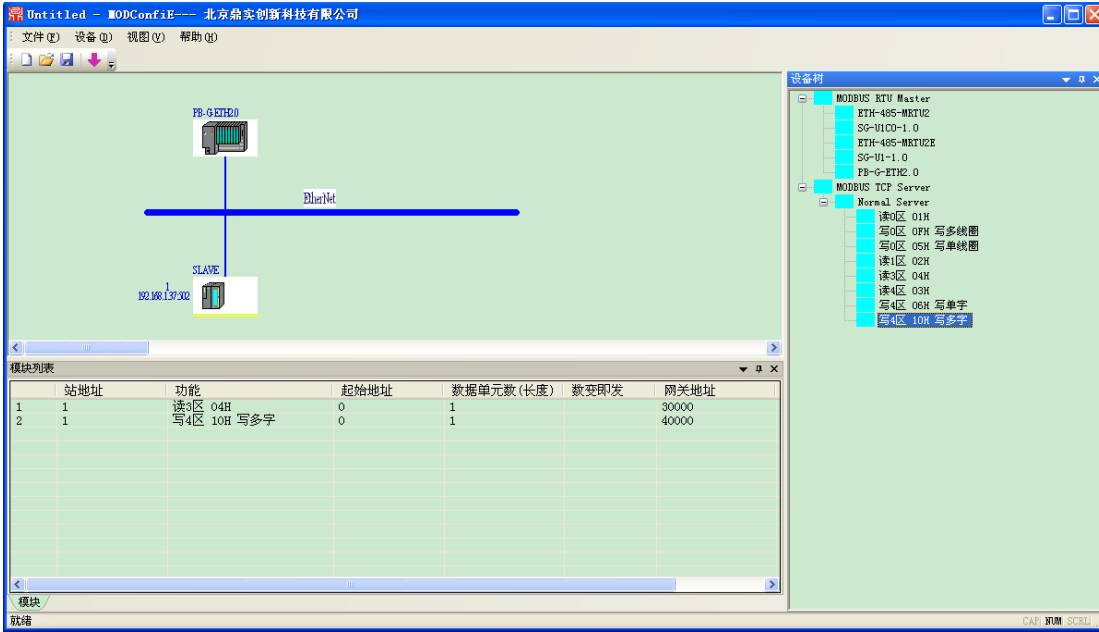 Untitled - MODConfiE--- 北京鼎实创新科技有限公司
文件(F) 设备(D) 视图(V) 帮助(H)
PB-G-ETH2.0
EtherNet
SLAVE
1
192.168.1.37:502
设备树
MODBUS RTU Master
ETH-485-MRTU2
SG-U1C0-1.0
ETH-485-MRTU2E
SG-U1-1.0
PB-G-ETH2.0
MODBUS TCP Server
Normal Server
读0区 01H
写0区 0FH 写多线圈
写0区 05H 写单线圈
读1区 02H
读3区 04H
读4区 03H
写4区 06H 写单字
写4区 10H 写多字
模块列表
站地址 功能 起始地址 数据单元数(长度) 数变即发 网关地址
1 1 读3区 04H 0 1 30000
2 1 写4区 10H 写多字 0 1 40000
模块
就绪
CAP NUM SCRL